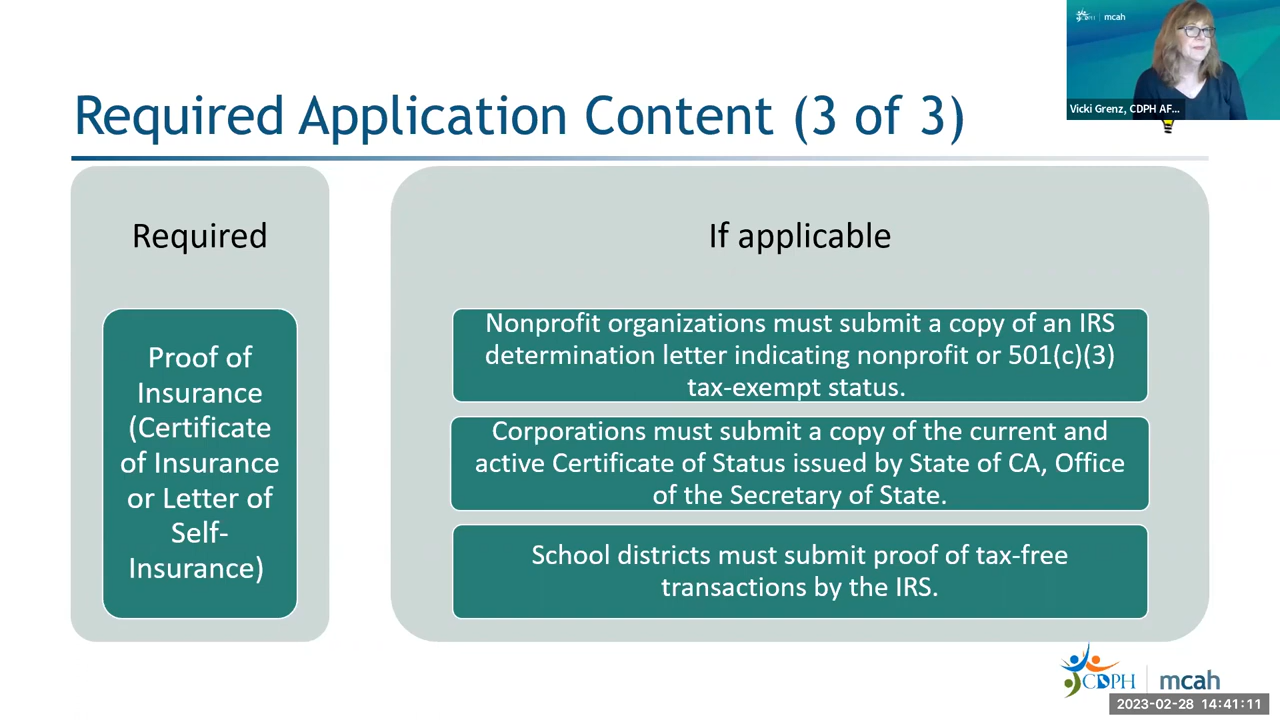 CDPH mcah
Vicki Grenz, CDPH AF...
Required Application Content (3 of 3)
Required
Proof of
Insurance
(Certificate
of Insurance
or Letter of
Self-
Insurance)
If applicable
Nonprofit organizations must submit a copy of an IRS
determination letter indicating nonprofit or 501(c)(3)
tax-exempt status.
Corporations must submit a copy of the current and
active Certificate of Status issued by State of CA, Office
of the Secretary of State.
School districts must submit proof of tax-free
transactions by the IRS.
CDPH mcah
2023-02-28 14:41:11